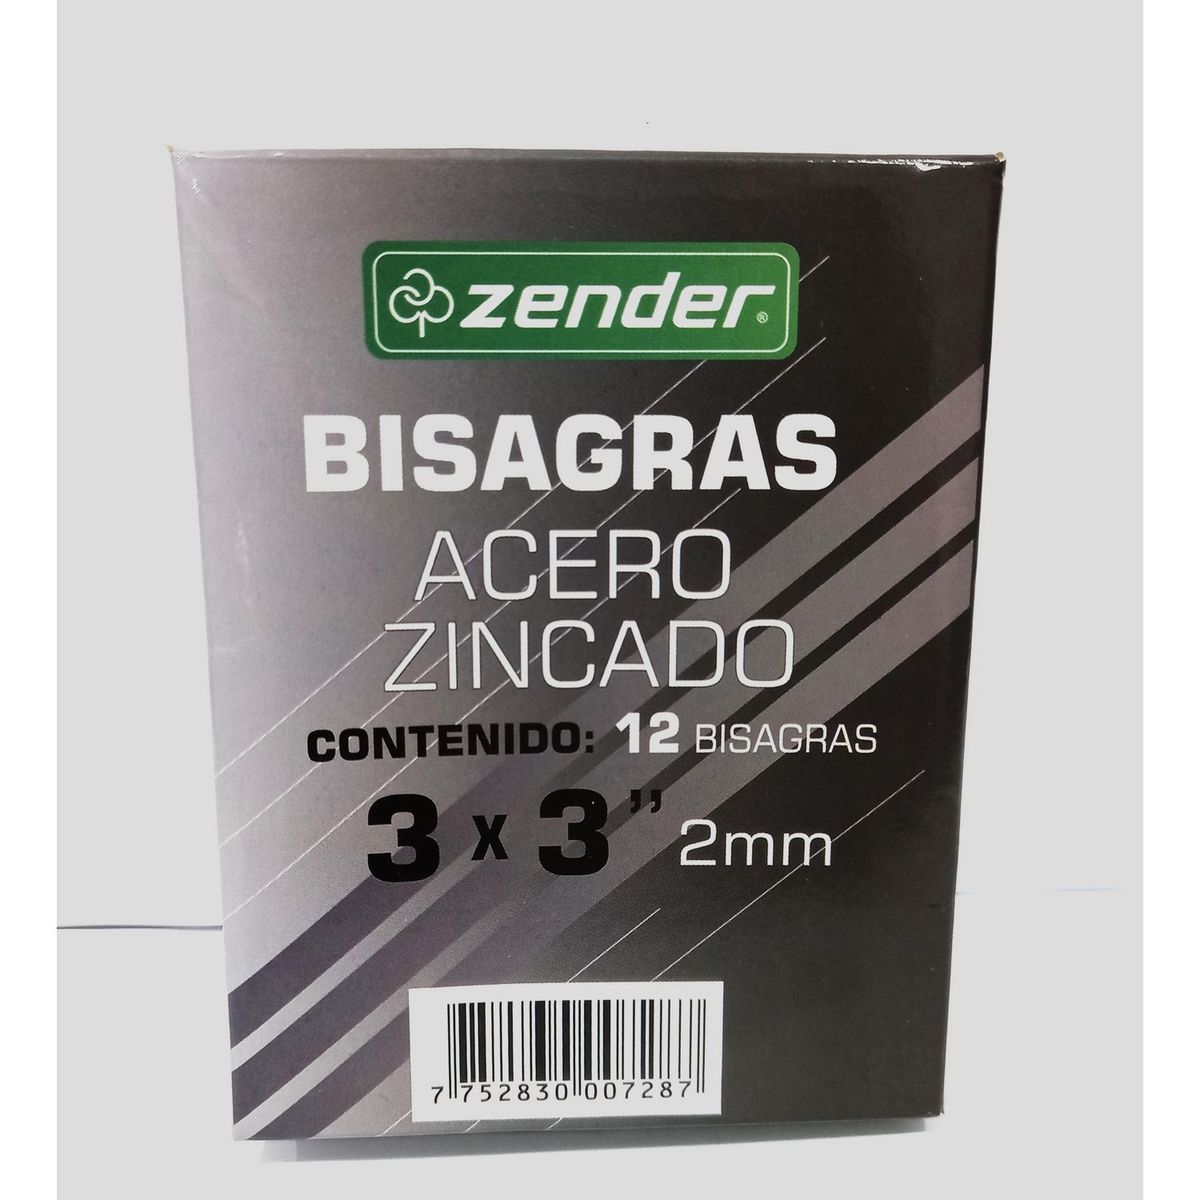 zender®
BISAGRAS
ACERO
ZINCADO
CONTENIDO: 12 BISAGRAS
3 x 3” 2mm
7 752830 007287